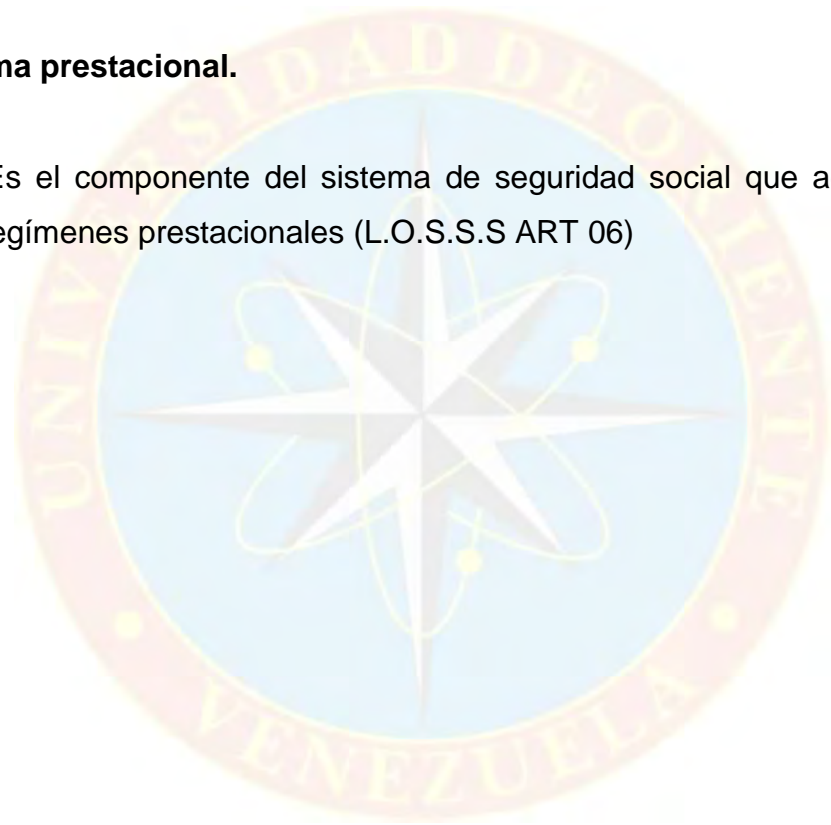 ma prestacional.
Es el componente del sistema de seguridad social que a
egímenes prestacionales (L.O.S.S.S ART 06)
UNIVERSIDAD DE ORIENTE
VENEZUELA